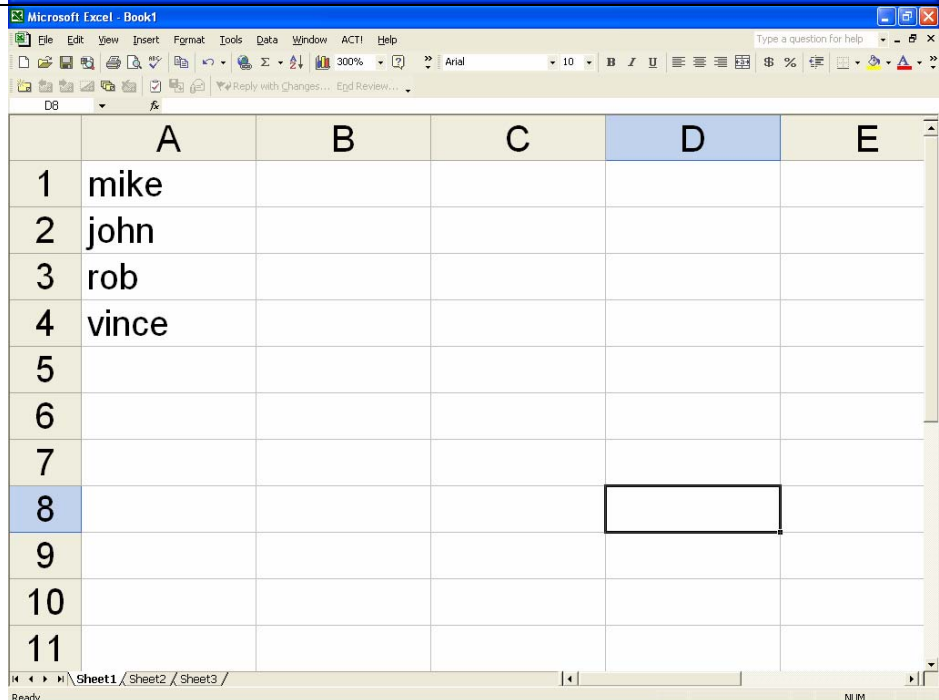 Microsoft Excel - Book1
File Edit View Insert Format Tools Data Window ACT! Help Type a question for help
300% Arial 10 B I U $ %
Reply with Changes... End Review...
D8 fx
A B C D E
1 mike
2 john
3 rob
4 vince
5
6
7
8
9
10
11
Sheet1 Sheet2 Sheet3
Ready NUM